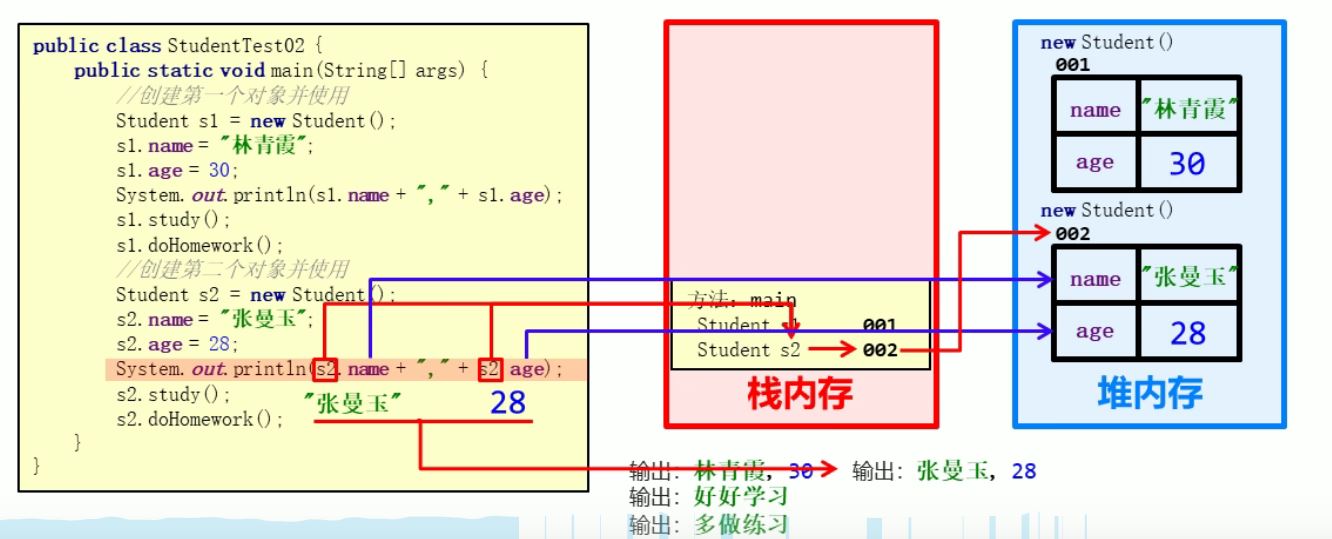 public class StudentTest02 {
public static void main(String[] args) {
//创建第一个对象并使用
Student s1 = new Student();
s1.name = "林青霞";
s1.age = 30;
System.out.println(s1.name + "," + s1.age);
s1.study();
s1.doHomework();
//创建第二个对象并使用
Student s2 = new Student();
s2.name = "张曼玉";
s2.age = 28;
System.out.println(s2.name + "," + s2.age);
s2.study();
s2.doHomework();
}
}
"张曼玉" 28
方法: main
Student s1 001
Student s2 002
栈内存
new Student()
001
name "林青霞"
age 30
new Student()
002
name "张曼玉"
age 28
堆内存
输出: 林青霞, 30 输出: 张曼玉, 28
输出: 好好学习
输出: 多做练习